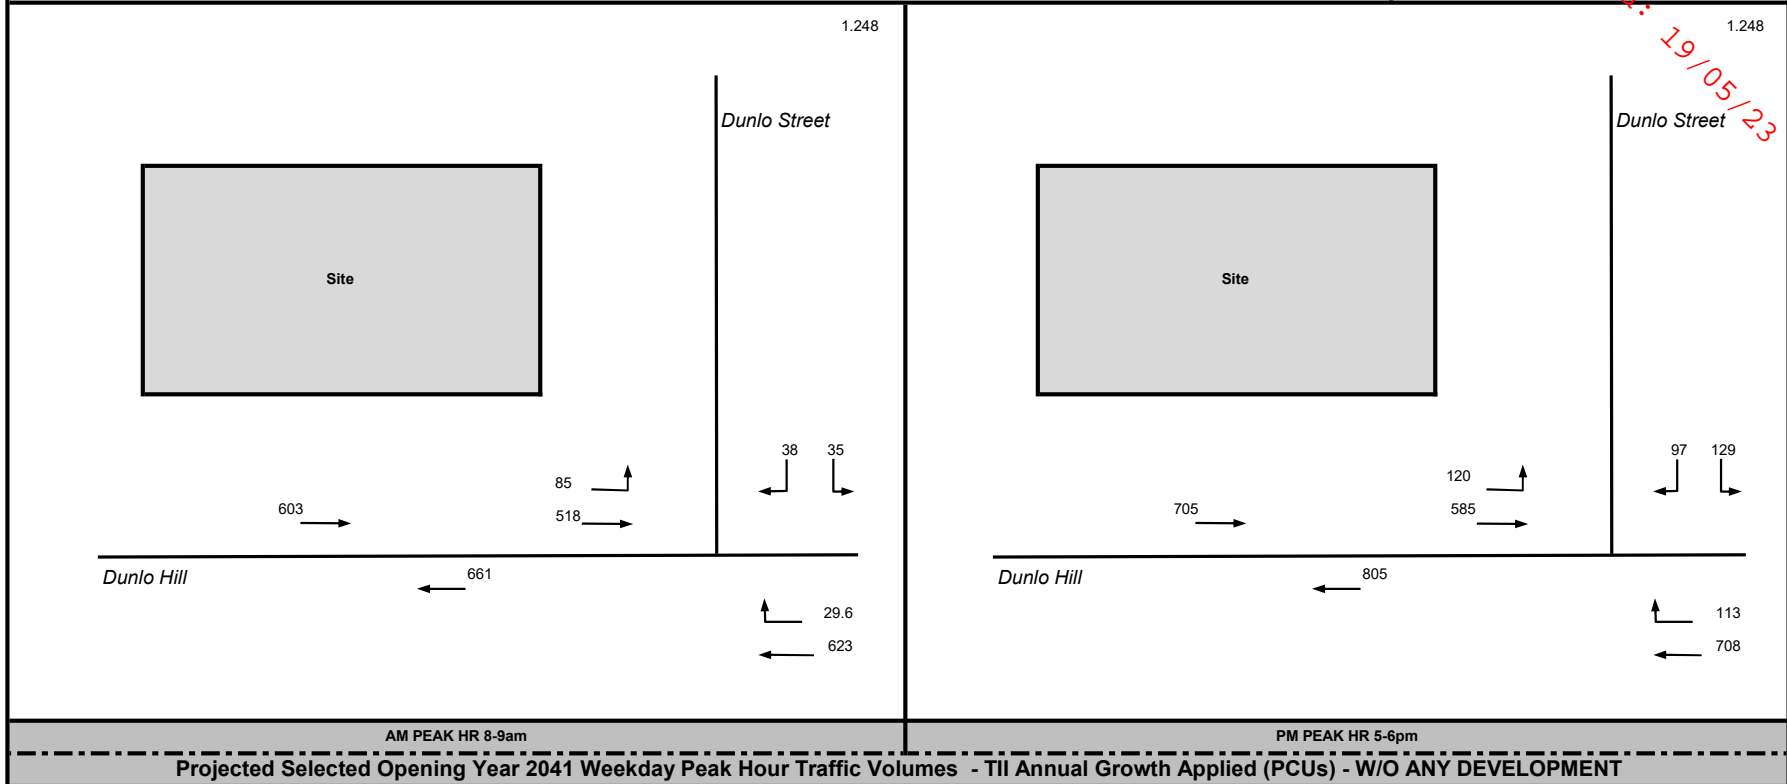 1.248
Dunlo Street
Site
38 35
85
603
518
Dunlo Hill
661
29.6
623
AM PEAK HR 8-9am
1.248
: 19/05/23
Dunlo Street
Site
97 129
120
705
585
Dunlo Hill
805
113
708
PM PEAK HR 5-6pm
Projected Selected Opening Year 2041 Weekday Peak Hour Traffic Volumes - TII Annual Growth Applied (PCUs) - W/O ANY DEVELOPMENT